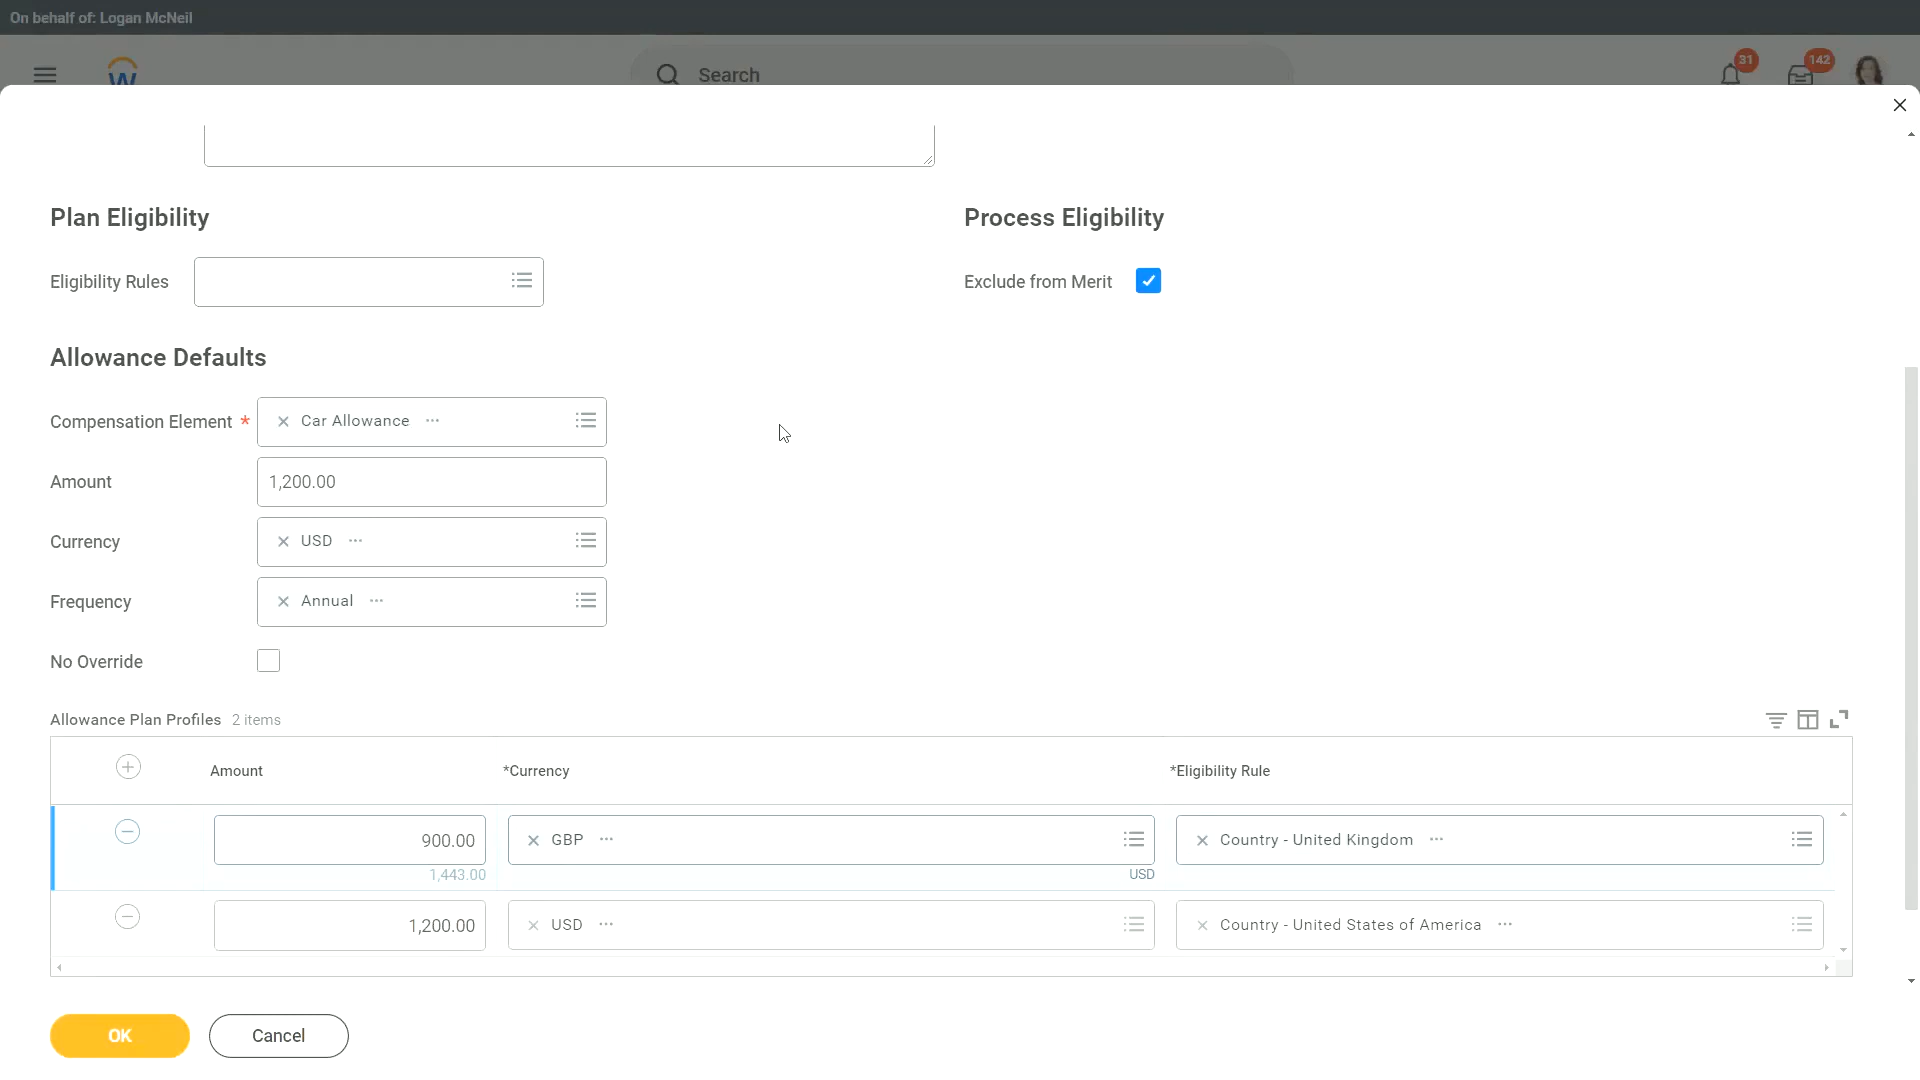 On behalf of: Logan McNeil
W
Search
31
142
Plan Eligibility
Process Eligibility
Eligibility Rules
Exclude from Merit
Allowance Defaults
Compensation Element *
Car Allowance
Amount
1,200.00
Currency
USD
Frequency
Annual
No Override
Allowance Plan Profiles 2 items
Amount
*Currency
*Eligibility Rule
900.00
GBP
Country - United Kingdom
1,443.00
USD
1,200.00
USD
Country - United States of America
OK
Cancel